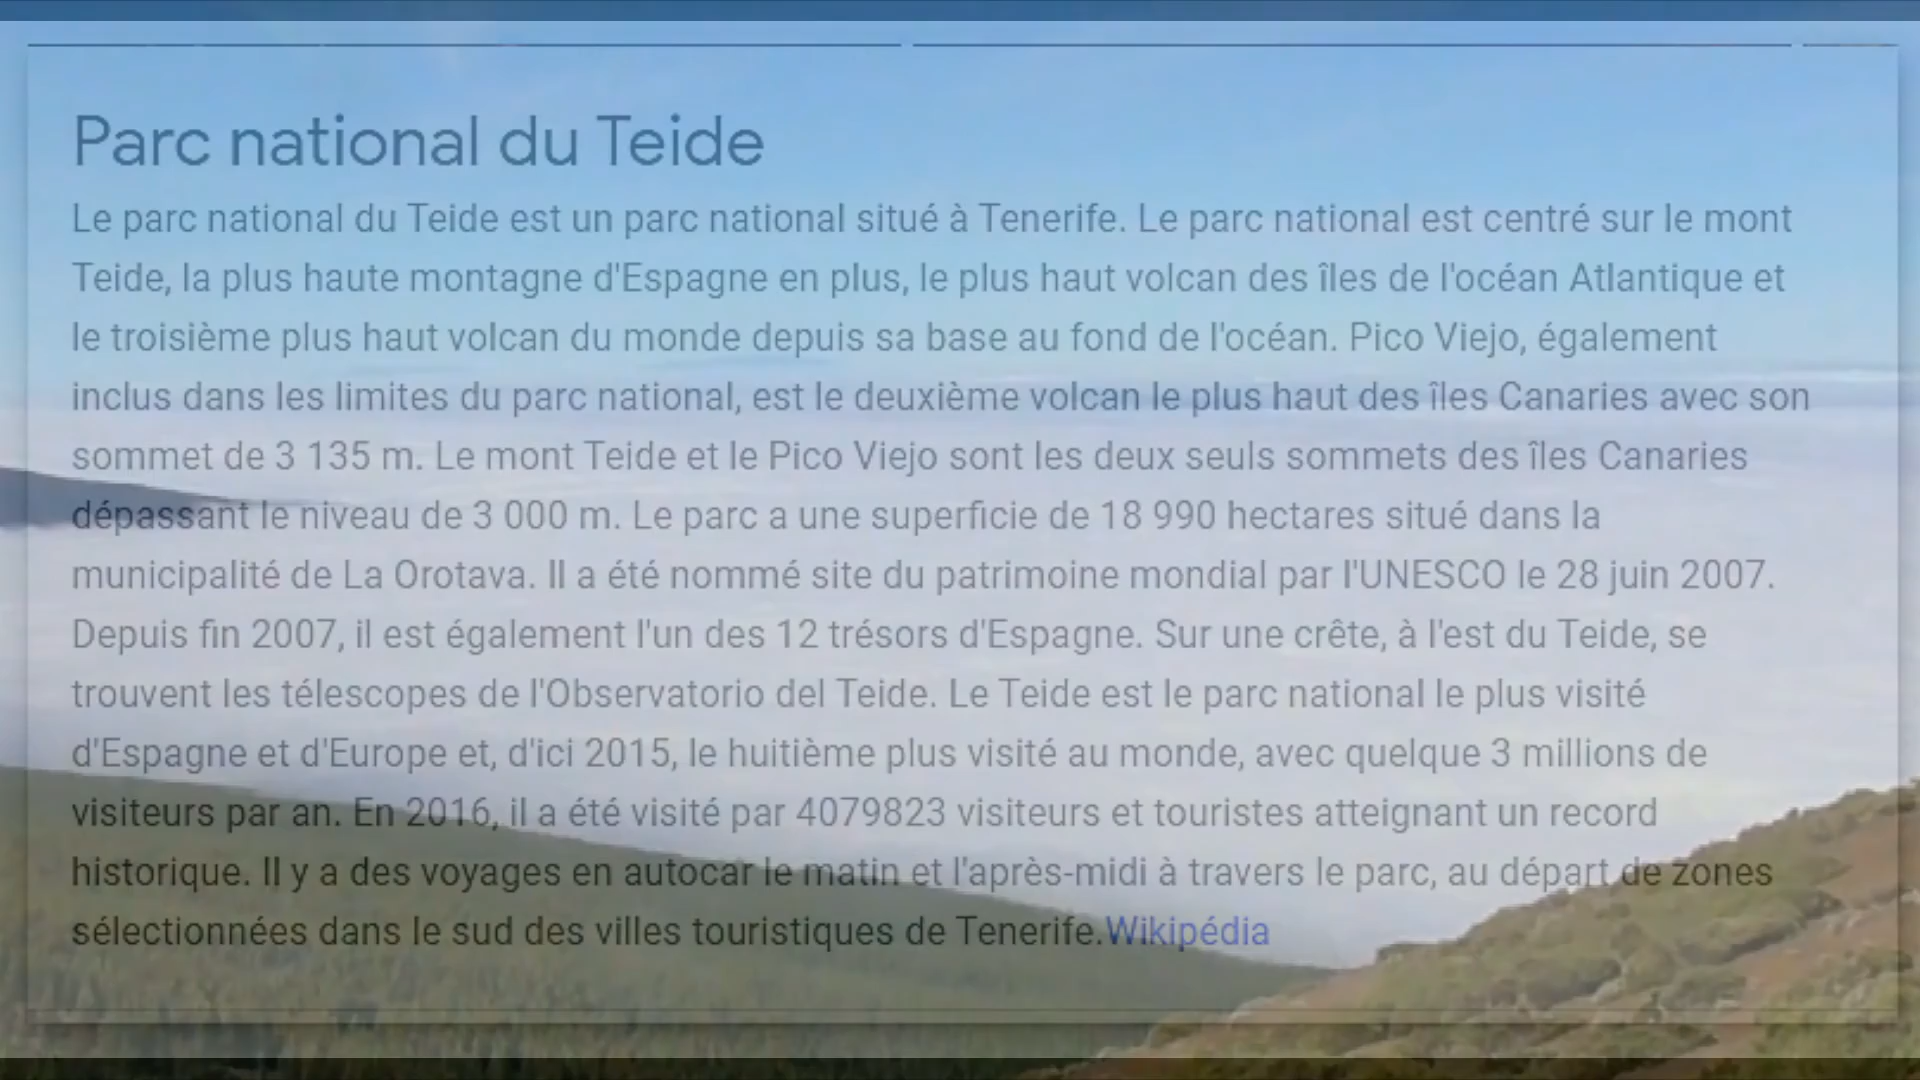 Parc national du Teide
Le parc national du Teide est un parc national situé à Tenerife. Le parc national est centré sur le mont
Teide, la plus haute montagne d'Espagne en plus, le plus haut volcan des îles de l'océan Atlantique et
le troisième plus haut volcan du monde depuis sa base au fond de l'océan. Pico Viejo, également
inclus dans les limites du parc national, est le deuxième volcan le plus haut des îles Canaries avec son
sommet de 3 135 m. Le mont Teide et le Pico Viejo sont les deux seuls sommets des îles Canaries
dépassant le niveau de 3 000 m. Le parc a une superficie de 18 990 hectares situé dans la
municipalité de La Orotava. Il a été nommé site du patrimoine mondial par l'UNESCO le 28 juin 2007.
Depuis fin 2007, il est également l'un des 12 trésors d'Espagne. Sur une crête, à l'est du Teide, se
trouvent les télescopes de l'Observatorio del Teide. Le Teide est le parc national le plus visité
d'Espagne et d'Europe et, d'ici 2015, le huitième plus visité au monde, avec quelque 3 millions de
visiteurs par an. En 2016, il a été visité par 4079823 visiteurs et touristes atteignant un record
historique. Il y a des voyages en autocar le matin et l'après-midi à travers le parc, au départ de zones
sélectionnées dans le sud des villes touristiques de Tenerife.Wikipédia